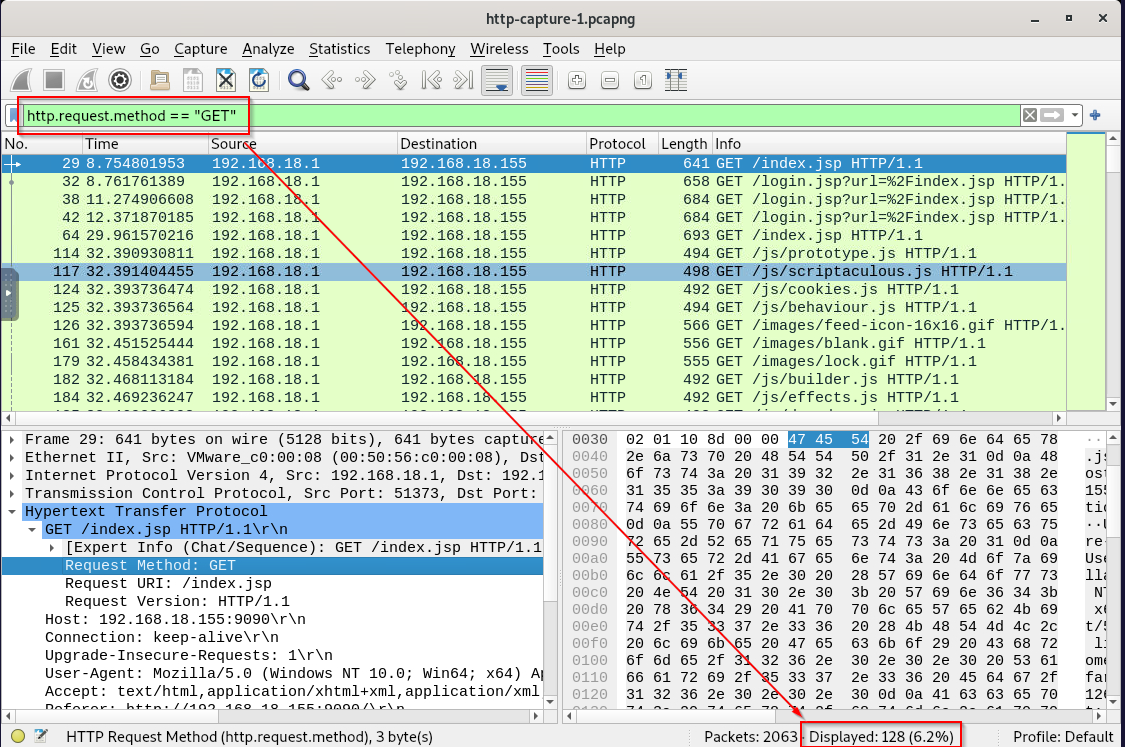 http-capture-1.pcapng
File Edit View Go Capture Analyze Statistics Telephony Wireless Tools Help
http.request.method == "GET"
No. Time Source Destination Protocol Length Info
29 8.754801953 192.168.18.1 192.168.18.155 HTTP 641 GET /index.jsp HTTP/1.1
32 8.761761389 192.168.18.1 192.168.18.155 HTTP 658 GET /login.jsp?url=%2Findex.jsp HTTP/1.
38 11.274906608 192.168.18.1 192.168.18.155 HTTP 684 GET /login.jsp?url=%2Findex.jsp HTTP/1.
42 12.371870185 192.168.18.1 192.168.18.155 HTTP 684 GET /login.jsp?url=%2Findex.jsp HTTP/1.
64 29.961570216 192.168.18.1 192.168.18.155 HTTP 693 GET /index.jsp HTTP/1.1
114 32.390930811 192.168.18.1 192.168.18.155 HTTP 494 GET /js/prototype.js HTTP/1.1
117 32.391404455 192.168.18.1 192.168.18.155 HTTP 498 GET /js/scriptaculous.js HTTP/1.1
124 32.393736474 192.168.18.1 192.168.18.155 HTTP 492 GET /js/cookies.js HTTP/1.1
125 32.393736564 192.168.18.1 192.168.18.155 HTTP 494 GET /js/behaviour.js HTTP/1.1
126 32.393736594 192.168.18.1 192.168.18.155 HTTP 566 GET /images/feed-icon-16x16.gif HTTP/1.
161 32.451525444 192.168.18.1 192.168.18.155 HTTP 556 GET /images/blank.gif HTTP/1.1
179 32.458434381 192.168.18.1 192.168.18.155 HTTP 555 GET /images/lock.gif HTTP/1.1
182 32.468113184 192.168.18.1 192.168.18.155 HTTP 492 GET /js/builder.js HTTP/1.1
184 32.469236247 192.168.18.1 192.168.18.155 HTTP 492 GET /js/effects.js HTTP/1.1
Frame 29: 641 bytes on wire (5128 bits), 641 bytes capture
Ethernet II, Src: VMware_c0:00:08 (00:50:56:c0:00:08), Dst
Internet Protocol Version 4, Src: 192.168.18.1, Dst: 192.1
Transmission Control Protocol, Src Port: 51373, Dst Port:
Hypertext Transfer Protocol
GET /index.jsp HTTP/1.1\r\n
[Expert Info (Chat/Sequence): GET /index.jsp HTTP/1.1
Request Method: GET
Request URI: /index.jsp
Request Version: HTTP/1.1
Host: 192.168.18.155:9090\r\n
Connection: keep-alive\r\n
Upgrade-Insecure-Requests: 1\r\n
User-Agent: Mozilla/5.0 (Windows NT 10.0; Win64; x64) Ap
Accept: text/html,application/xhtml+xml,application/xml
0030 02 01 10 8d 00 00 47 45 54 20 2f 69 6e 64 65 78 ··
0040 2e 6a 73 70 20 48 54 54 50 2f 31 2e 31 0d 0a 48 .js
0050 6f 73 74 3a 20 31 39 32 2e 31 36 38 2e 31 38 2e ost
0060 31 35 35 3a 39 30 39 30 0d 0a 43 6f 6e 6e 65 63 155
0070 74 69 6f 6e 3a 20 6b 65 65 70 2d 61 6c 69 76 65 tio
0080 0d 0a 55 70 67 72 61 64 65 2d 49 6e 73 65 63 75 ··U
0090 72 65 2d 52 65 71 75 65 73 74 73 3a 20 31 0d 0a re-
00a0 55 73 65 72 2d 41 67 65 6e 74 3a 20 4d 6f 7a 69 Use
00b0 6c 6c 61 2f 35 2e 30 20 28 57 69 6e 64 6f 77 73 lla
00c0 20 4e 54 20 31 30 2e 30 3b 20 57 69 6e 36 34 3b NT
00d0 20 78 36 34 29 20 41 70 70 6c 65 57 65 62 4b 69 x6
00e0 74 2f 35 33 37 2e 33 36 20 28 4b 48 54 4d 4c 2c t/5
00f0 20 6c 69 6b 65 20 47 65 63 6b 6f 29 20 43 68 72 li
0100 6f 6d 65 2f 31 32 36 2e 30 2e 30 2e 30 20 53 61 ome
0110 66 61 72 69 2f 35 33 37 2e 33 36 20 45 64 67 2f far
0120 31 32 36 2e 30 2e 30 2e 30 0d 0a 41 63 63 65 70 126
HTTP Request Method (http.request.method), 3 byte(s)
Packets: 2063 · Displayed: 128 (6.2%)
Profile: Default